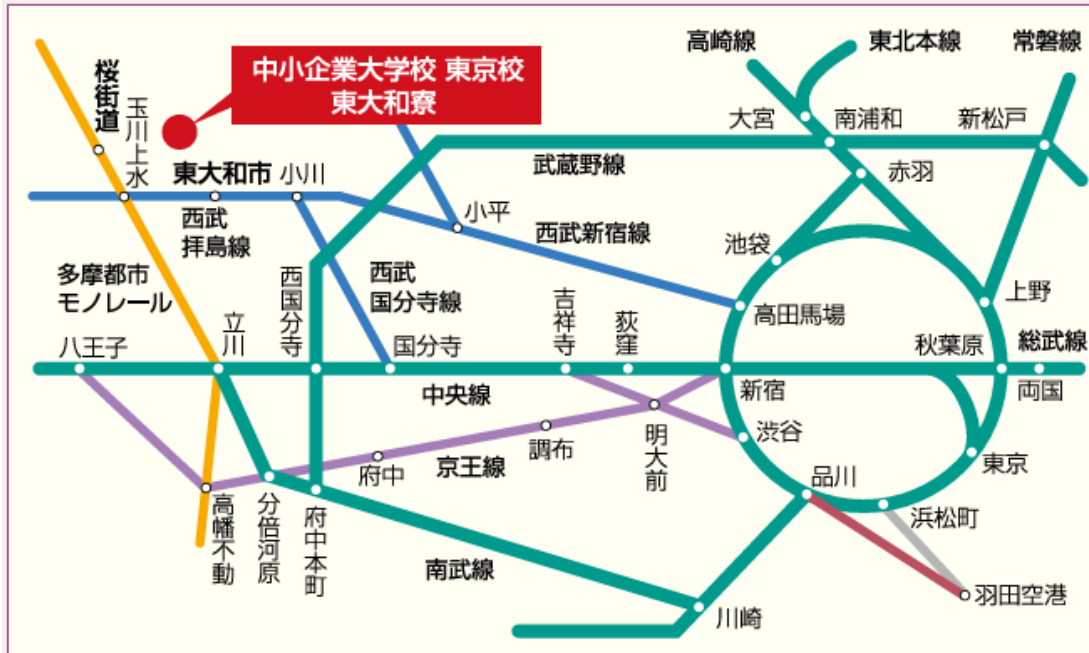 高崎線
東北本線
常磐線
中小企業大学校 東京校
東大和寮
桜街道
玉川上水
大宮
南浦和
新松戸
武蔵野線
赤羽
東大和市
小川
西武
拝島線
小平
西武新宿線
池袋
多摩都市
モノレール
西国分寺
西武
国分寺線
吉祥寺
荻窪
高田馬場
上野
八王子
立川
国分寺
秋葉原
総武線
中央線
新宿
両国
渋谷
明大前
調布
京王線
府中
品川
東京
高幡不動
分倍河原
府中本町
浜松町
南武線
川崎
羽田空港